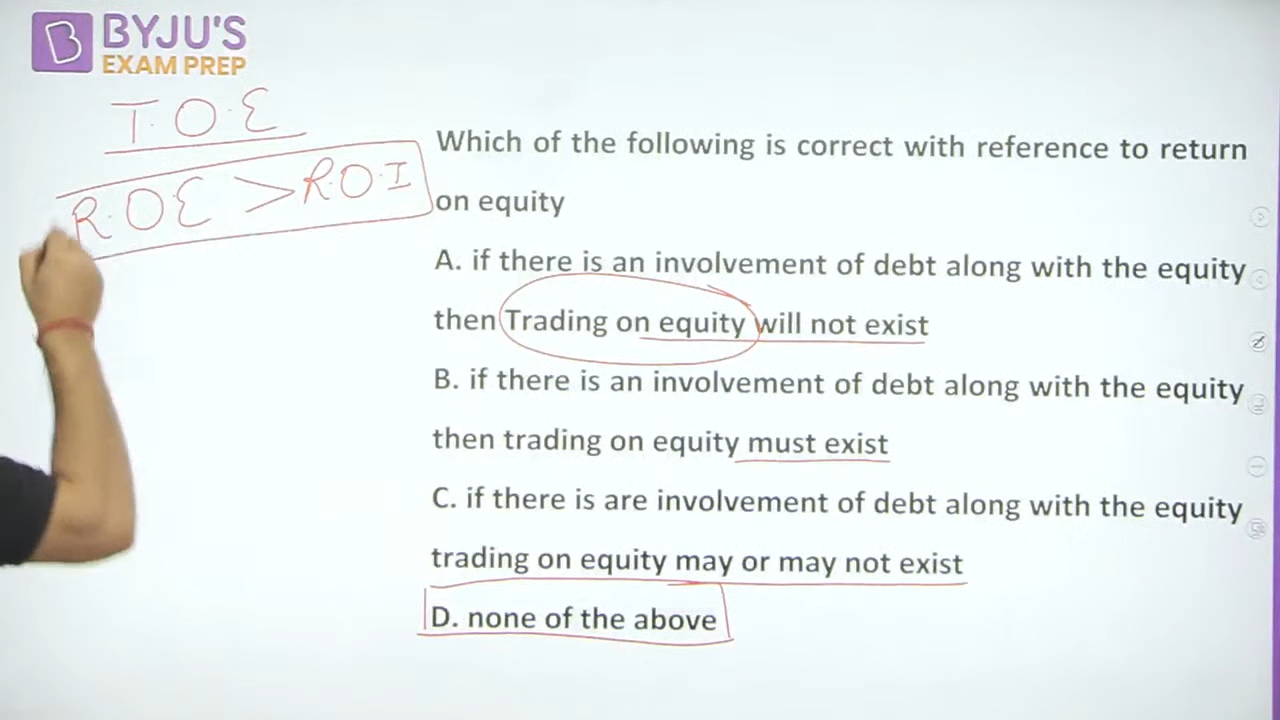 BYJU'S
EXAM PREP
T.O.E
R.O.E > R.O.I
Which of the following is correct with reference to return
on equity
A. if there is an involvement of debt along with the equity
then Trading on equity will not exist
B. if there is an involvement of debt along with the equity
then trading on equity must exist
C. if there is are involvement of debt along with the equity
trading on equity may or may not exist
D. none of the above